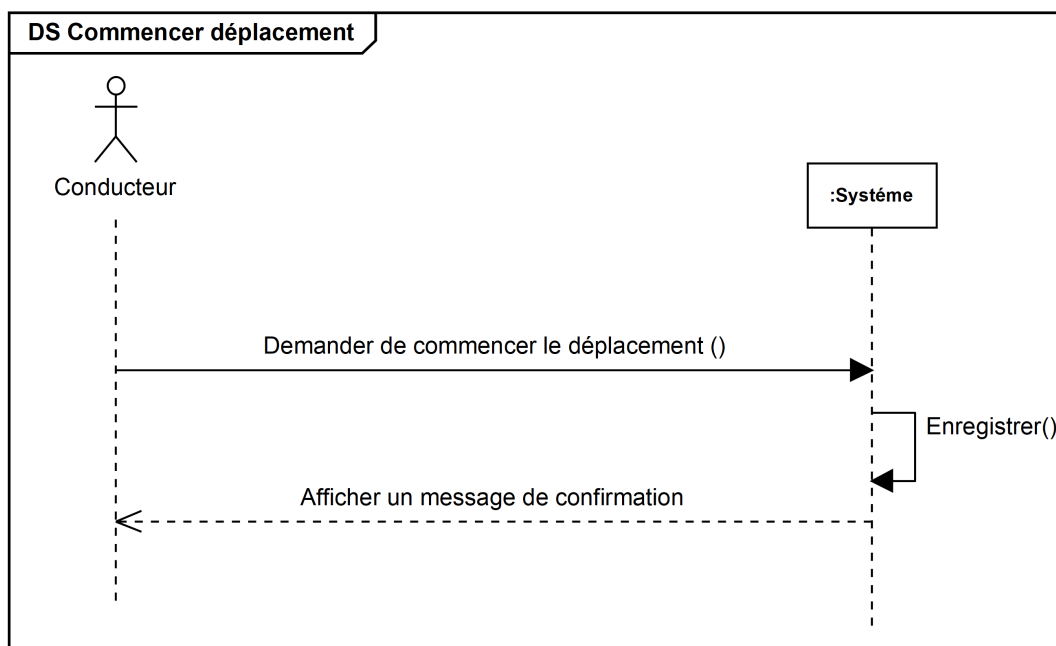 DS Commencer déplacement
Conducteur
:Systéme
Demander de commencer le déplacement ()
Enregistrer()
Afficher un message de confirmation